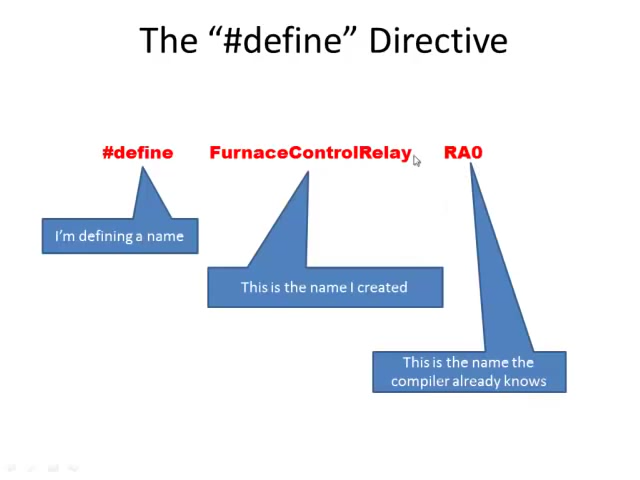 The “#define” Directive
#define FurnaceControlRelay RA0
I’m defining a name
This is the name I created
This is the name the
compiler already knows